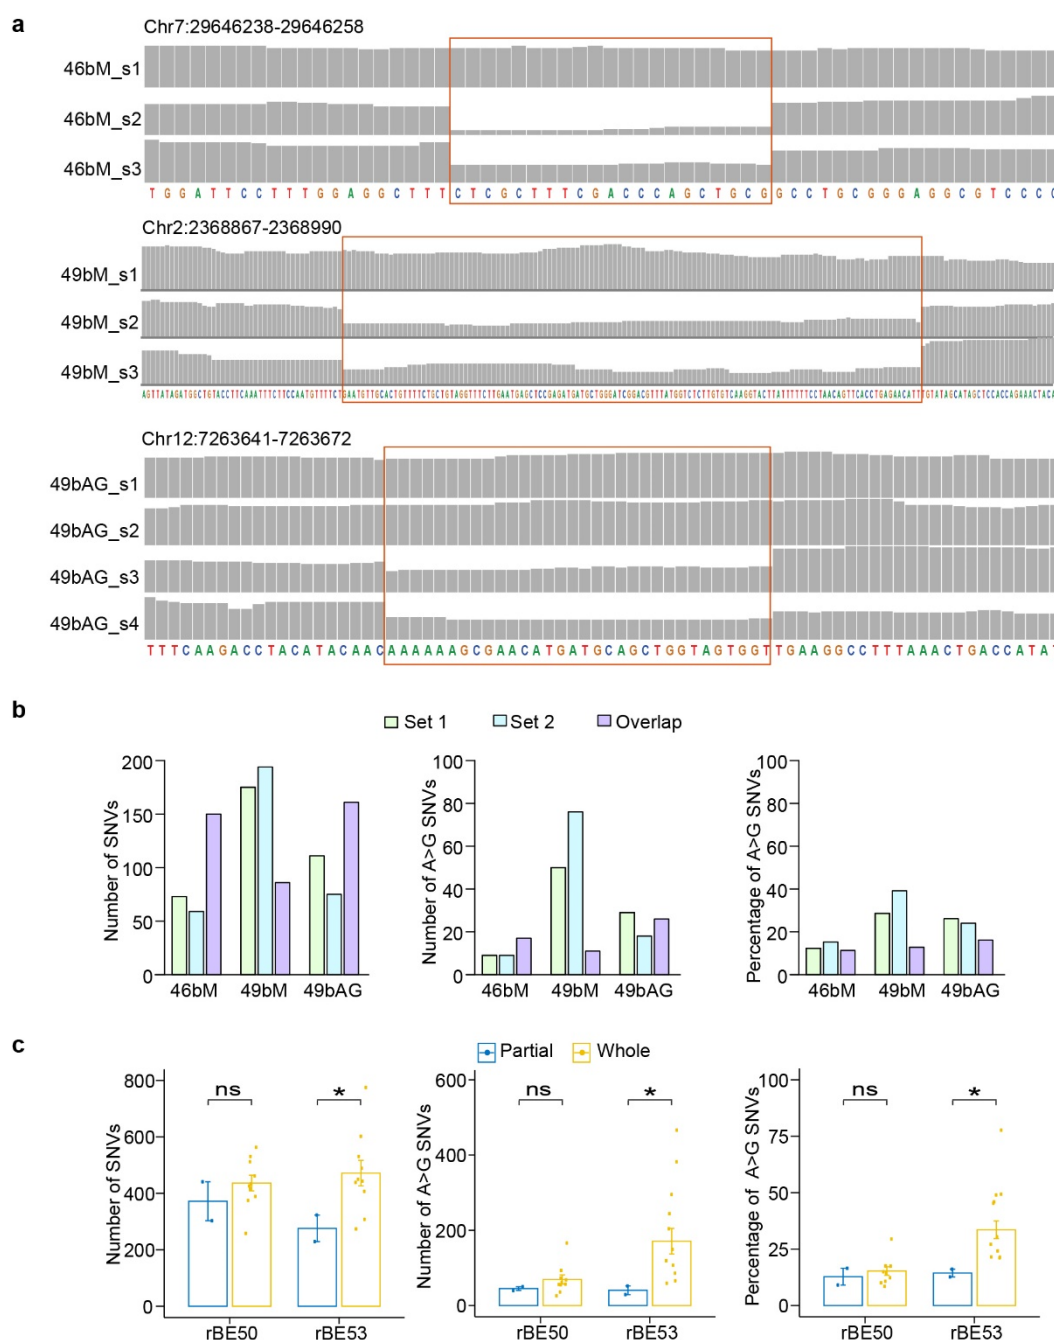 a
Chr7:29646238-29646258
46bM_s1
46bM_s2
46bM_s3
TGGATTCCTTTGGAGGCTTTCTCGCTTTCGACCCAGCTGCGGCCTGCGGGAGGCGTCCCC
Chr2:2368867-2368990
49bM_s1
49bM_s2
49bM_s3
Chr12:7263641-7263672
49bAG_s1
49bAG_s2
49bAG_s3
49bAG_s4
TTTCAAGACCTACATACAACAAAAAAGCGAACATGATGCAGCTGGTAGTGGTTGAAGGCCTTTAAACTGACCATAT
b
Set 1 Set 2 Overlap
Number of SNVs
200
150
100
50
0
46bM 49bM 49bAG
Number of A>G SNVs
100
80
60
40
20
0
46bM 49bM 49bAG
Percentage of A>G SNVs
100
80
60
40
20
0
46bM 49bM 49bAG
c
Partial Whole
Number of SNVs
800
600
400
200
0
ns *
rBE50 rBE53
Number of A>G SNVs
600
400
200
0
ns *
rBE50 rBE53
Percentage of A>G SNVs
100
75
50
25
0
ns *
rBE50 rBE53